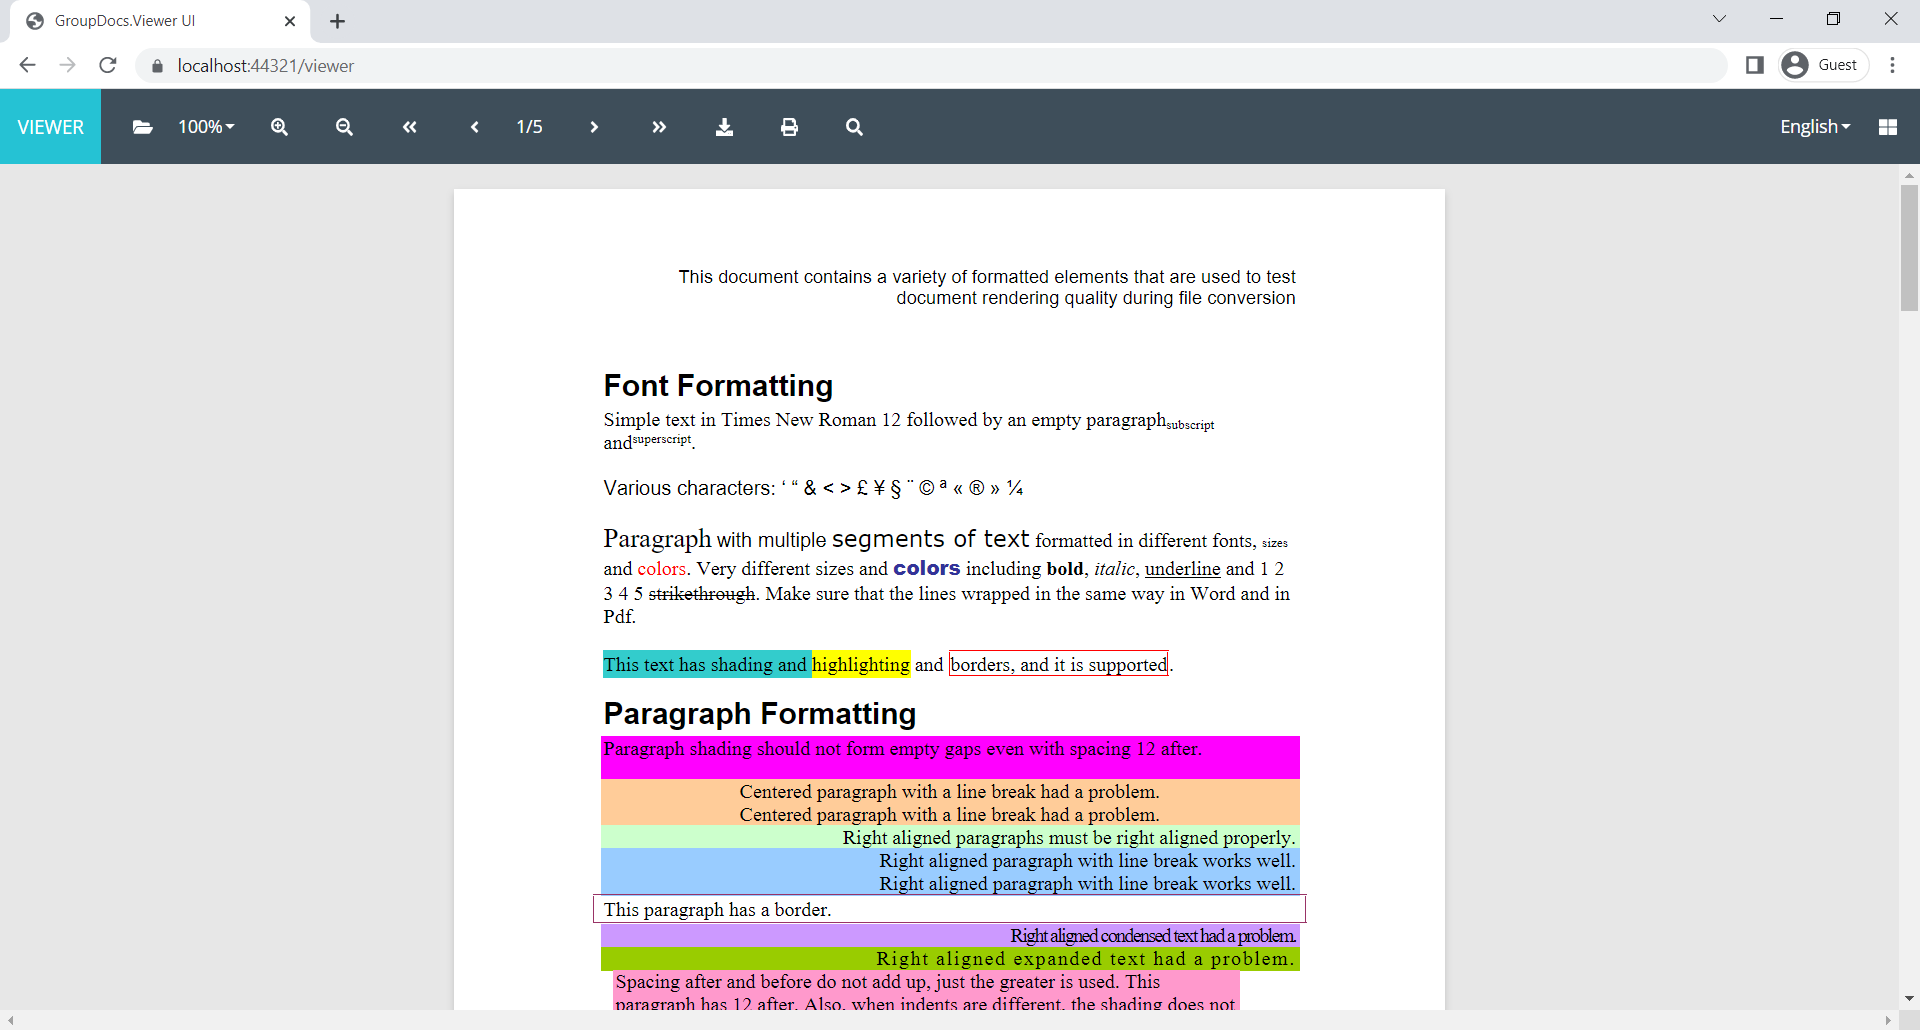 GroupDocs.Viewer UI
localhost:44321/viewer
Guest
VIEWER
100%
1/5
English
This document contains a variety of formatted elements that are used to test
document rendering quality during file conversion
Font Formatting
Simple text in Times New Roman 12 followed by an empty paragraphsubscript
andsuperscript.
Various characters: ‘ “ & < > £ ¥ § ¨ © ª « ® » ¼
Paragraph with multiple segments of text formatted in different fonts, sizes
and colors. Very different sizes and colors including bold, italic, underline and 1 2
3 4 5 strikethrough. Make sure that the lines wrapped in the same way in Word and in
Pdf.
This text has shading and highlighting and borders, and it is supported.
Paragraph Formatting
Paragraph shading should not form empty gaps even with spacing 12 after.
Centered paragraph with a line break had a problem.
Centered paragraph with a line break had a problem.
Right aligned paragraphs must be right aligned properly.
Right aligned paragraph with line break works well.
Right aligned paragraph with line break works well.
This paragraph has a border.
Right aligned condensed text had a problem.
Right aligned expanded text had a problem.
Spacing after and before do not add up, just the greater is used. This
paragraph has 12 after. Also, when indents are different, the shading does not